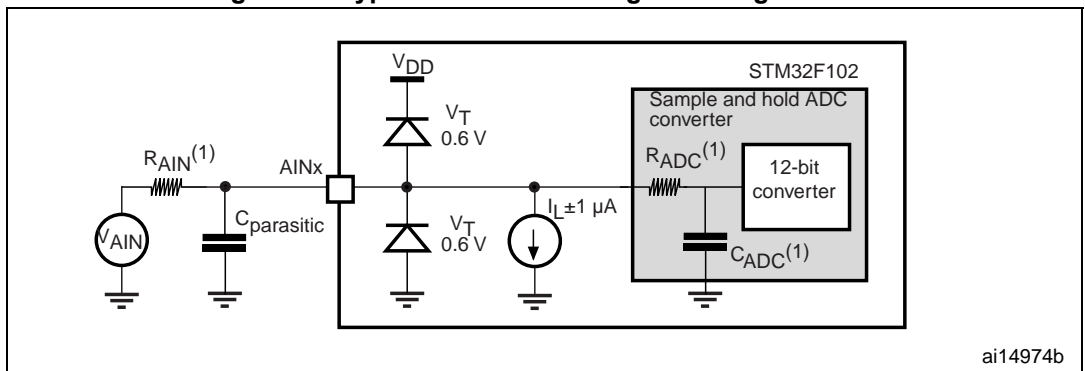 V_DD
STM32F102
Sample and hold ADC
converter
V_T
0.6 V
R_AIN(1)
AINx
R_ADC(1)
12-bit
converter
I_L±1 µA
V_T
0.6 V
C_parasitic
V_AIN
C_ADC(1)
ai14974b